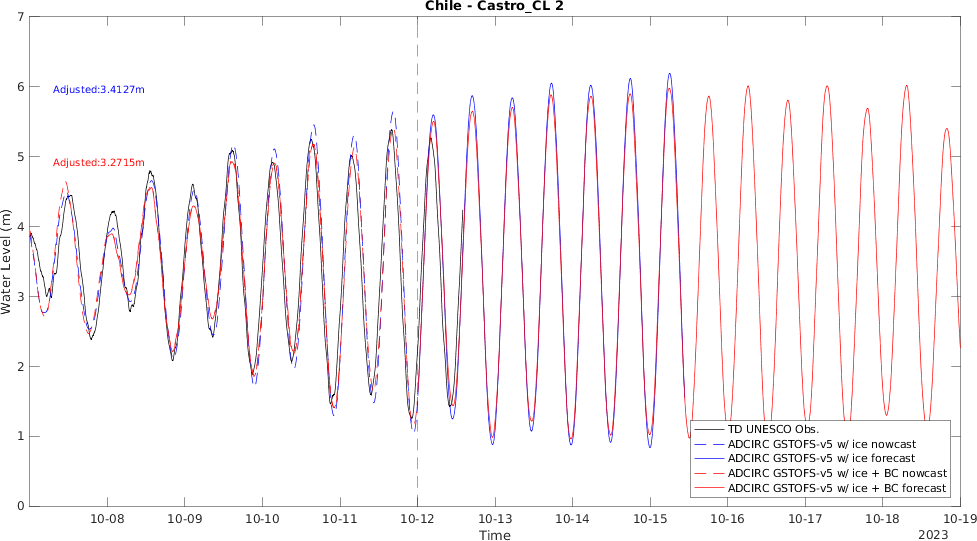 Chile - Castro_CL 2
7
6
5
4
3
2
1
0
Water Level (m)
Adjusted:3.4127m
Adjusted:3.2715m
TD UNESCO Obs.
ADCIRC GSTOFS-v5 w/ ice nowcast
ADCIRC GSTOFS-v5 w/ ice forecast
ADCIRC GSTOFS-v5 w/ ice + BC nowcast
ADCIRC GSTOFS-v5 w/ ice + BC forecast
10-08 10-09 10-10 10-11 10-12 10-13 10-14 10-15 10-16 10-17 10-18 10-19
Time
2023